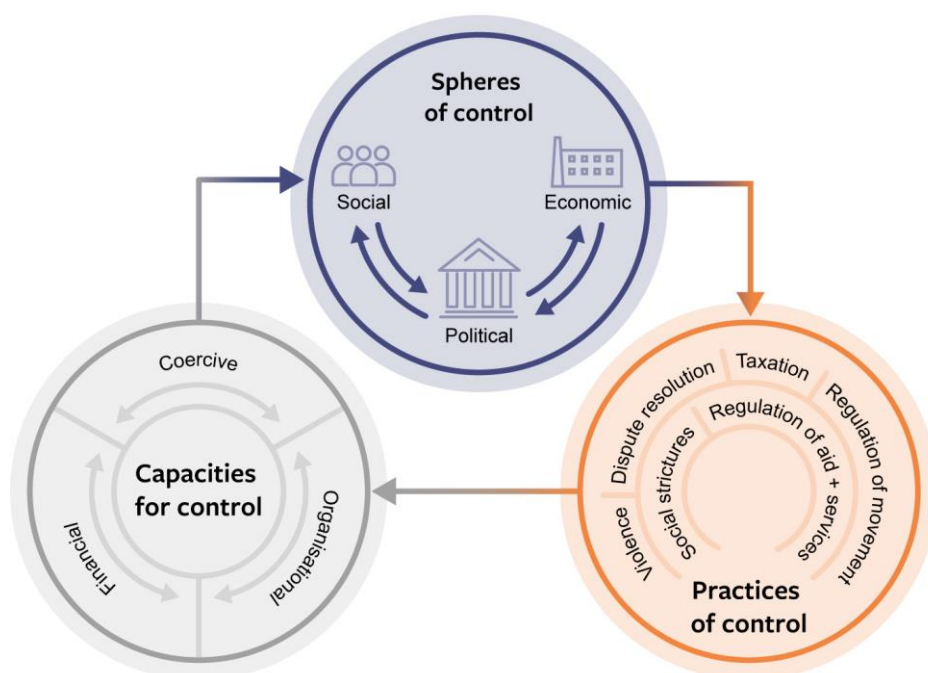 Spheres
of control
Social
Economic
Political
Coercive
Capacities
for control
Financial
Organisational
Violence
Dispute resolution
Taxation
Regulation of movement
Social strictures
Regulation of aid + services
Practices
of control